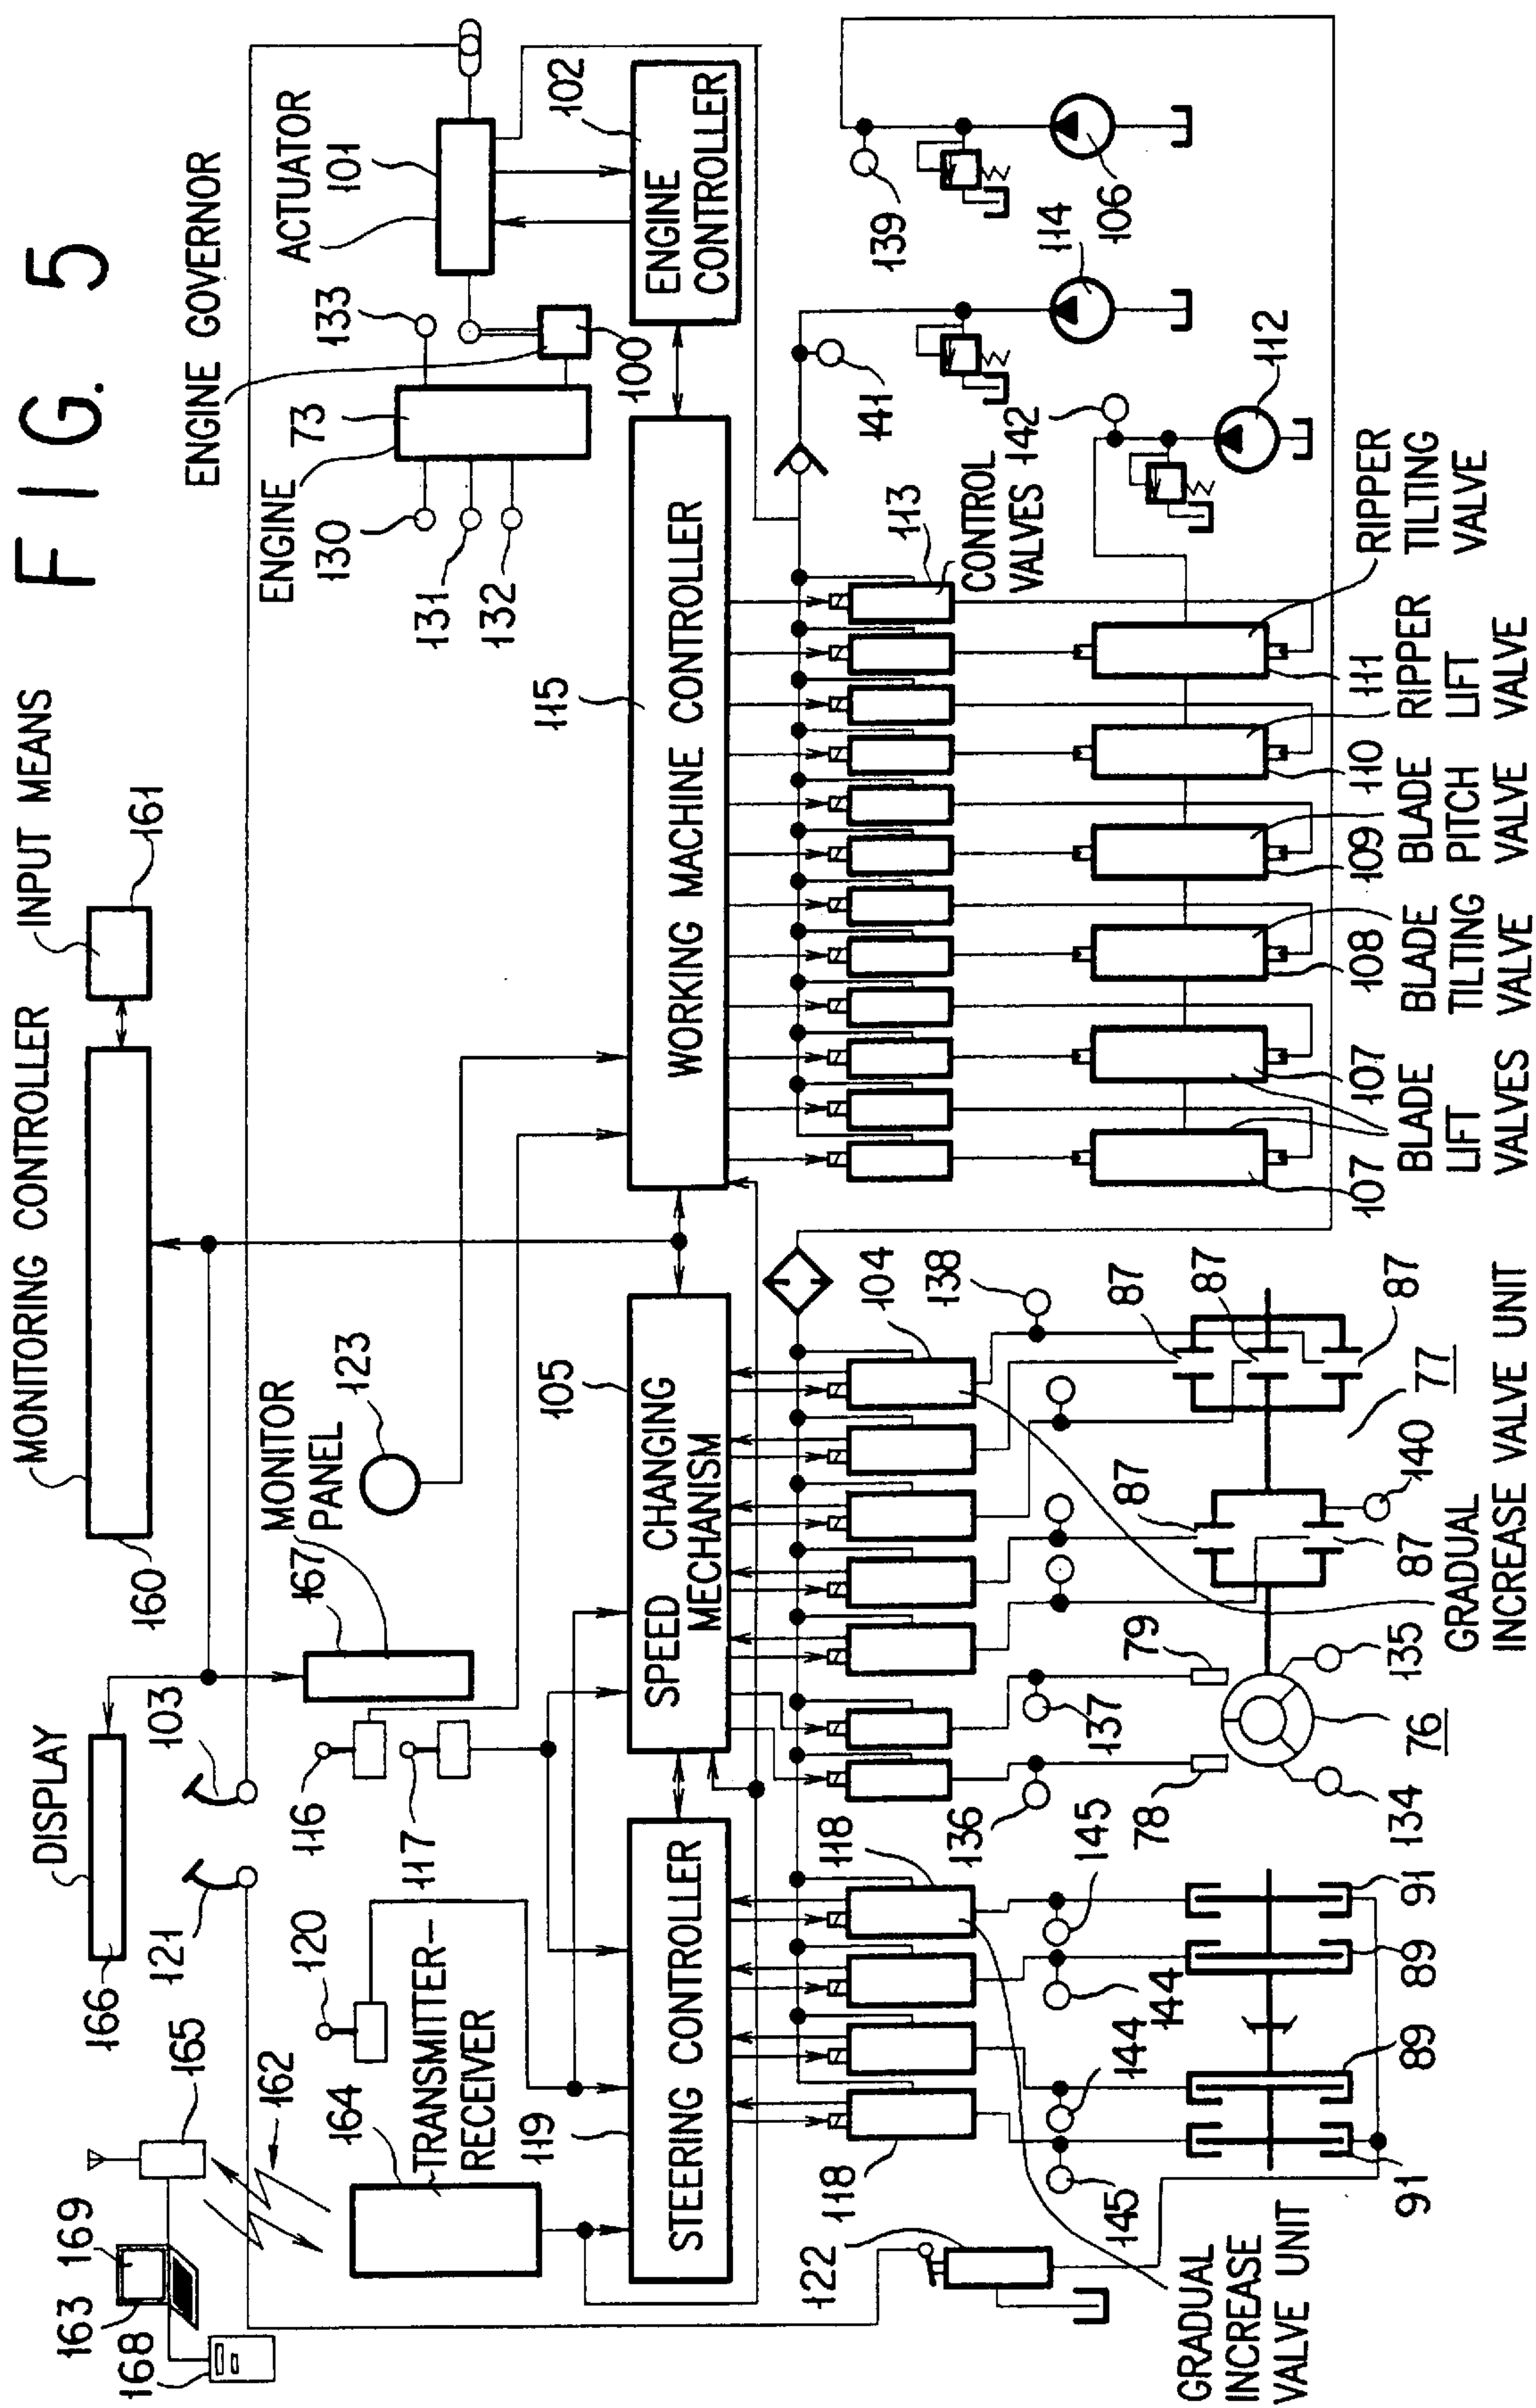 FIG. 5
MONITORING CONTROLLER
INPUT MEANS
161
160
DISPLAY
166
103
121
167
MONITOR
PANEL
123
116
117
120
165
162
169
163
168
164
TRANSMITTER-
RECEIVER
ENGINE GOVERNOR
ACTUATOR
101
102
ENGINE
CONTROLLER
133
100
73
ENGINE
130
131
132
115
WORKING MACHINE CONTROLLER
105
SPEED CHANGING
MECHANISM
119
STEERING CONTROLLER
139
106
114
141
112
142
113
CONTROL
VALVES
RIPPER
TILTING
VALVE
111
RIPPER
LIFT
VALVE
110
BLADE
PITCH
VALVE
109
BLADE
TILTING
VALVE
108
BLADE
LIFT
VALVES
107
107
104
138
87
87
87
77
87
87
140
GRADUAL
INCREASE VALVE UNIT
79
137
135
76
134
78
136
118
145
91
89
144
144
89
118
145
91
122
GRADUAL
INCREASE
VALVE UNIT